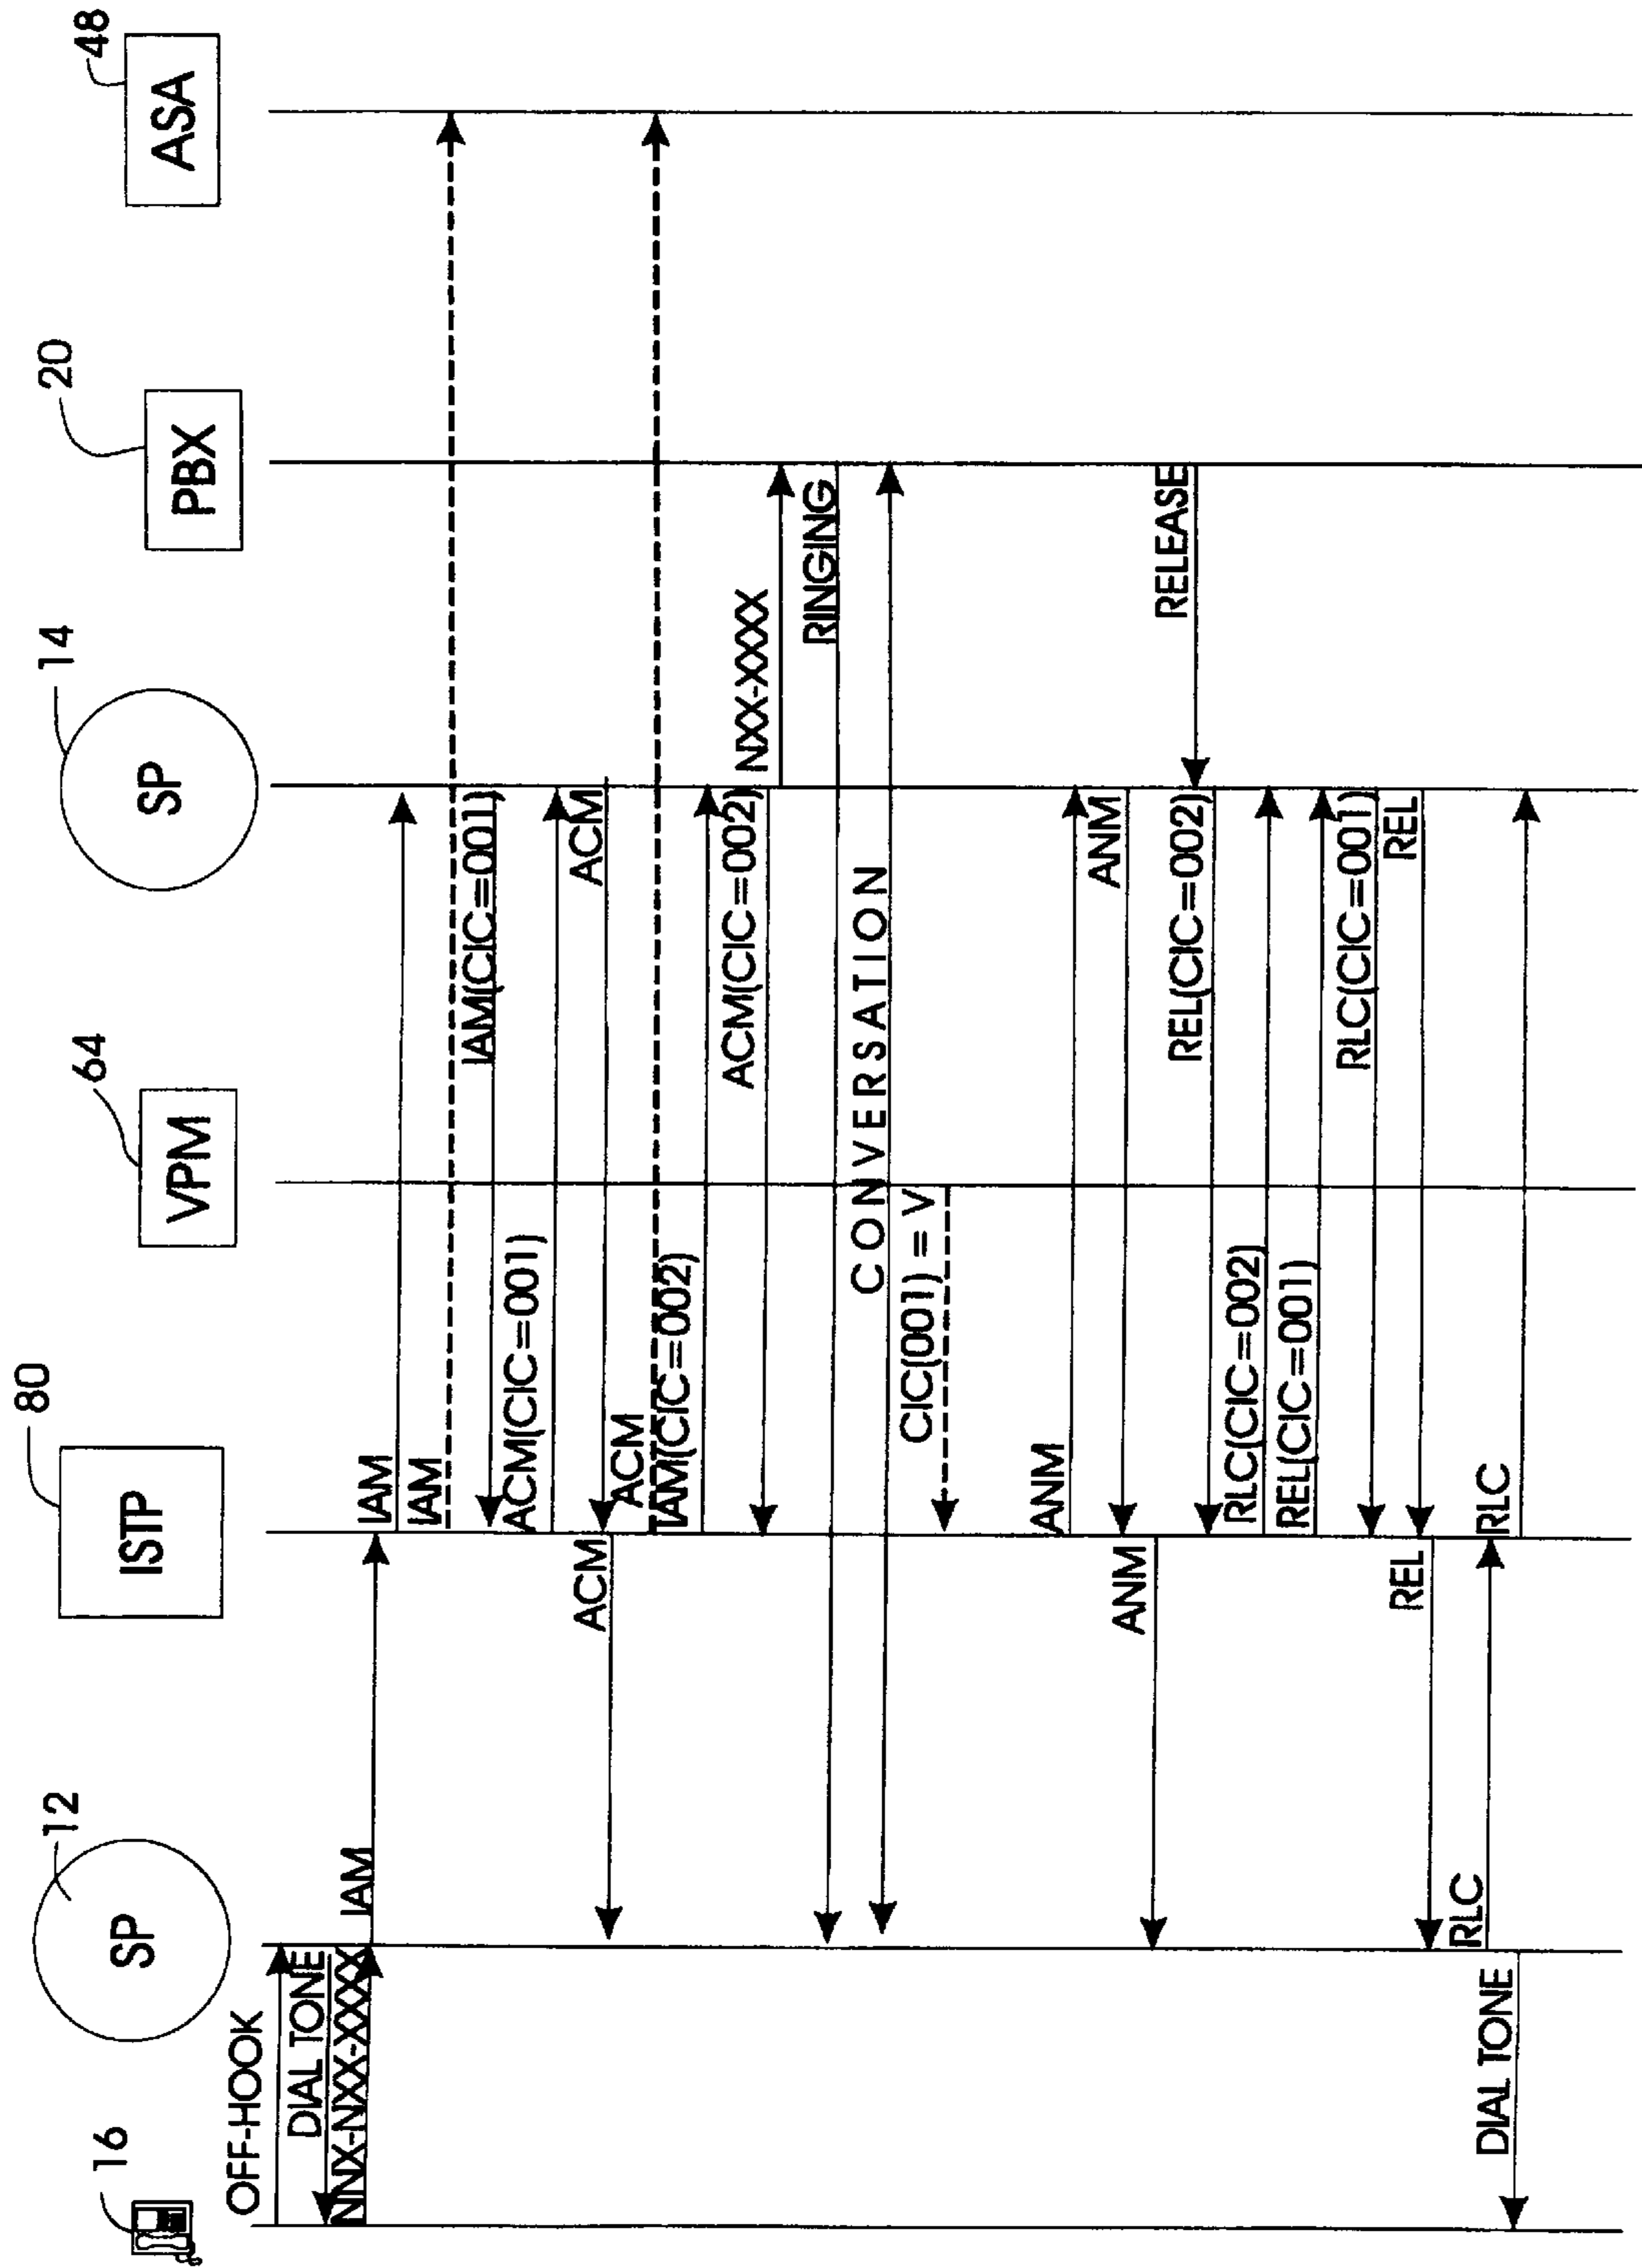 16
12
80
64
14
20
48
SP
ISTP
VPM
SP
PBX
ASA
OFF-HOOK
DIAL TONE
NNX-NXX-XXXX
IAM
IAM
IAM
IAM(CIC=001)
ACM(CIC=001)
ACM
ACM
ACM
IAM(CIC=002)
ACM(CIC=002)
NXX-XXXX
RINGING
CONVERSATION
CIC(001) = V
ANM
ANM
ANM
RELEASE
REL(CIC=002)
RLC(CIC=002)
REL(CIC=001)
RLC(CIC=001)
REL
REL
RLC
RLC
DIAL TONE